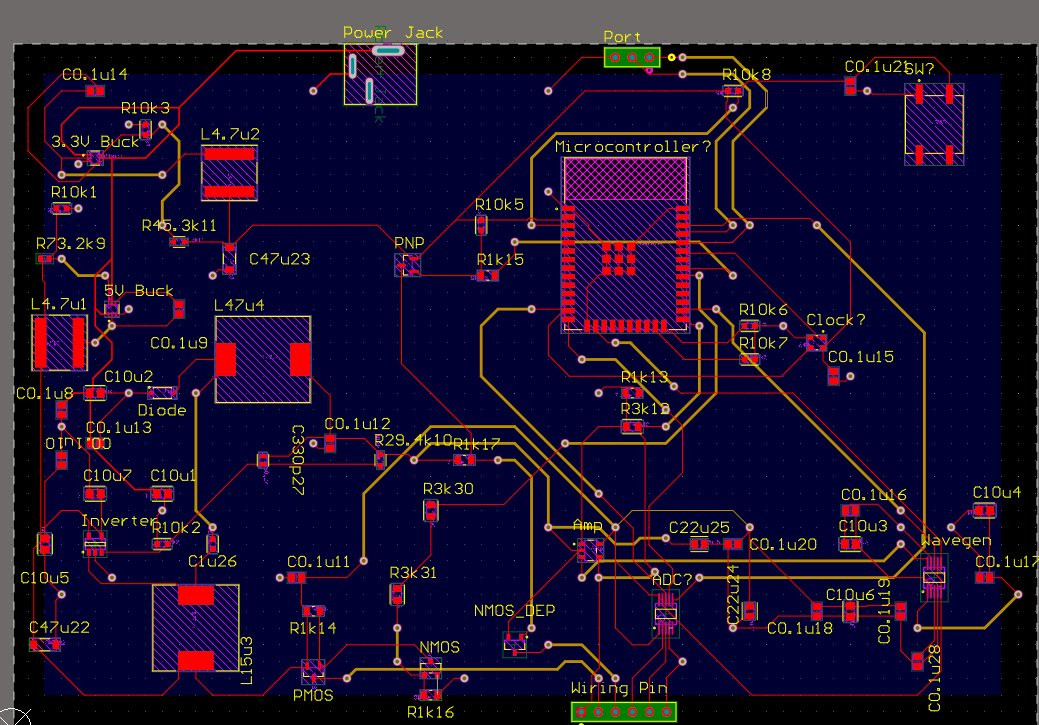 Power Jack
Port
C0.1u14
C0.1u21
SW?
R10k8
R10k3
3.3V Buck
L4.7u2
Microcontroller?
R10k1
R10k5
R45.3k11
R73.2k9
PNP
C47u23
R1k15
5V Buck
L4.7u1
L47u4
R10k6
Clock?
C0.1u9
R10k7
C0.1u15
C0.1u8
C10u2
Diode
R1k13
R3k12
C0.1u13
C0.1u12
C330p27
R29.4k10
R1k17
C10u7
C10u1
R3k30
C0.1u16
C10u4
Inverter
R10k2
Amp
C22u25
C0.1u20
C10u3
Wavegen
C1u26
C0.1u11
C0.1u17
C10u5
R3k31
ADC?
C22u24
C10u6
C0.1u19
NMOS_DEP
C0.1u18
C47u22
R1k14
L15u3
NMOS
PMOS
Wiring Pin
C0.1u28
R1k16